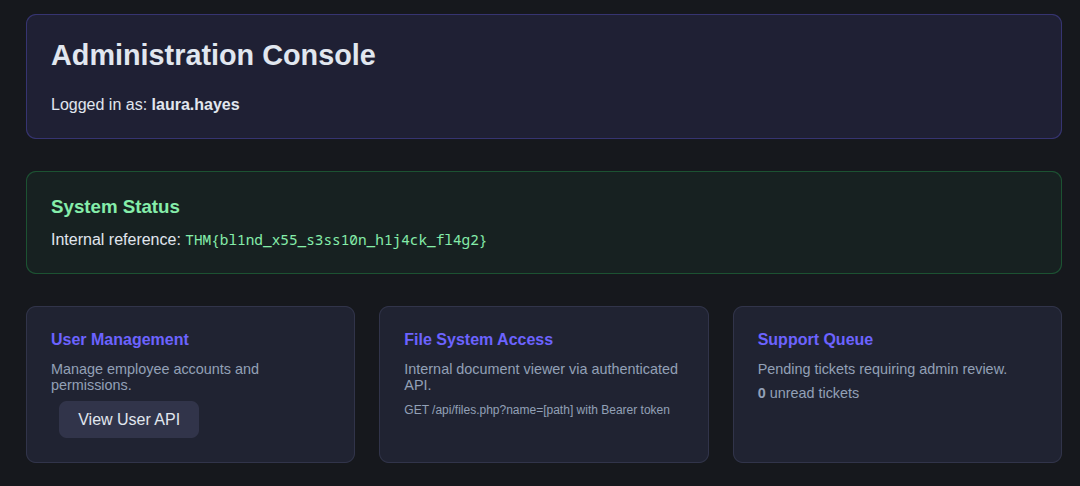 Administration Console
Logged in as: laura.hayes
System Status
Internal reference: THM{bl1nd_x55_s3ss10n_h1j4ck_fl4g2}
User Management
Manage employee accounts and
permissions.
View User API
File System Access
Internal document viewer via authenticated
API.
GET /api/files.php?name=[path] with Bearer token
Support Queue
Pending tickets requiring admin review.
0 unread tickets